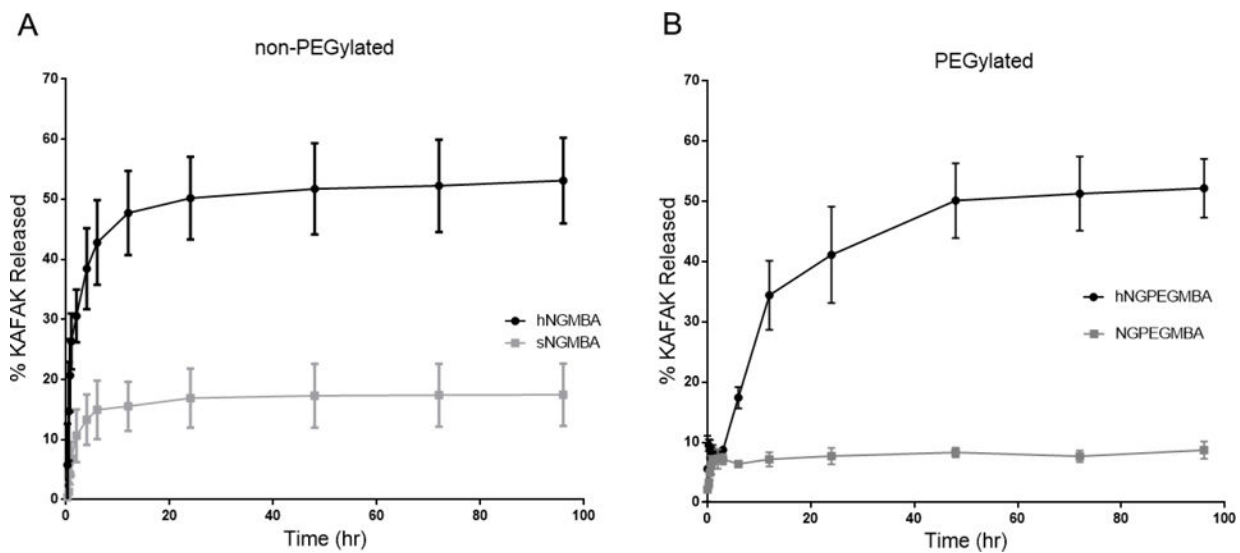 A
non-PEGylated
% KAFAK Released
70
60
50
40
30
20
10
0
0
20
40
60
80
100
Time (hr)
hNGMBA
sNGMBA
B
PEGylated
% KAFAK Released
70
60
50
40
30
20
10
0
0
20
40
60
80
100
Time (hr)
hNGPEGMBA
NGPEGMBA